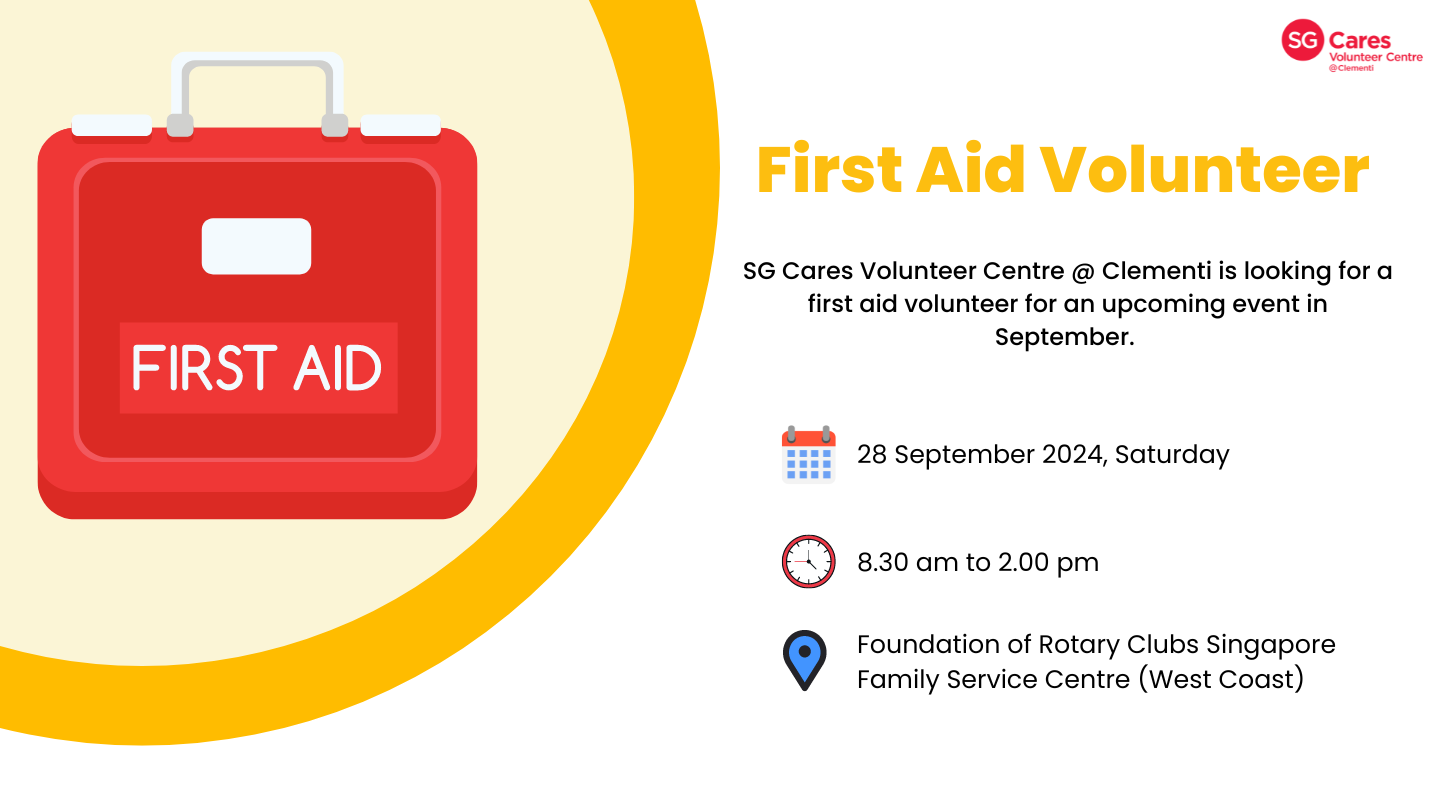 SG Cares
Volunteer Centre
@Clementi
FIRST AID
First Aid Volunteer
SG Cares Volunteer Centre @ Clementi is looking for a
first aid volunteer for an upcoming event in
September.
28 September 2024, Saturday
8.30 am to 2.00 pm
Foundation of Rotary Clubs Singapore
Family Service Centre (West Coast)